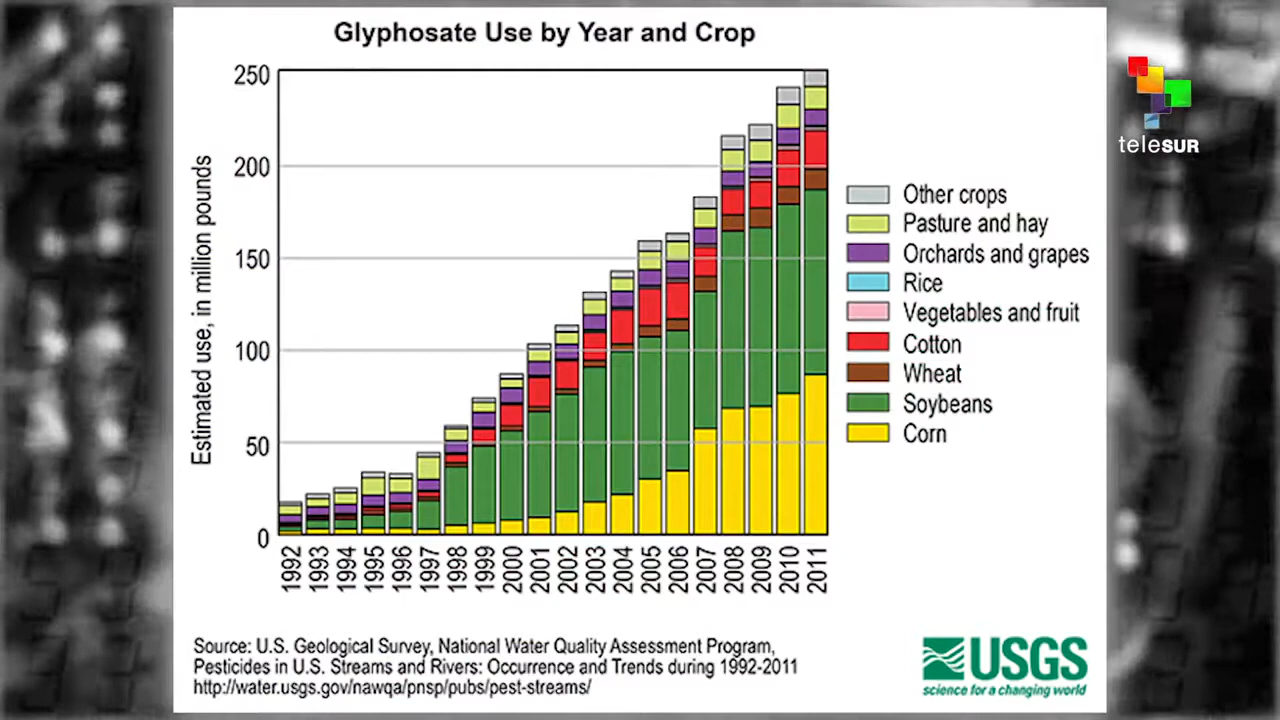 Glyphosate Use by Year and Crop
teleSUR
Estimated use, in million pounds
250
200
150
100
50
0
1992
1993
1994
1995
1996
1997
1998
1999
2000
2001
2002
2003
2004
2005
2006
2007
2008
2009
2010
2011
Other crops
Pasture and hay
Orchards and grapes
Rice
Vegetables and fruit
Cotton
Wheat
Soybeans
Corn
Source: U.S. Geological Survey, National Water Quality Assessment Program,
Pesticides in U.S. Streams and Rivers: Occurrence and Trends during 1992-2011
http://water.usgs.gov/nawqa/pnsp/pubs/pest-streams/
USGS
science for a changing world